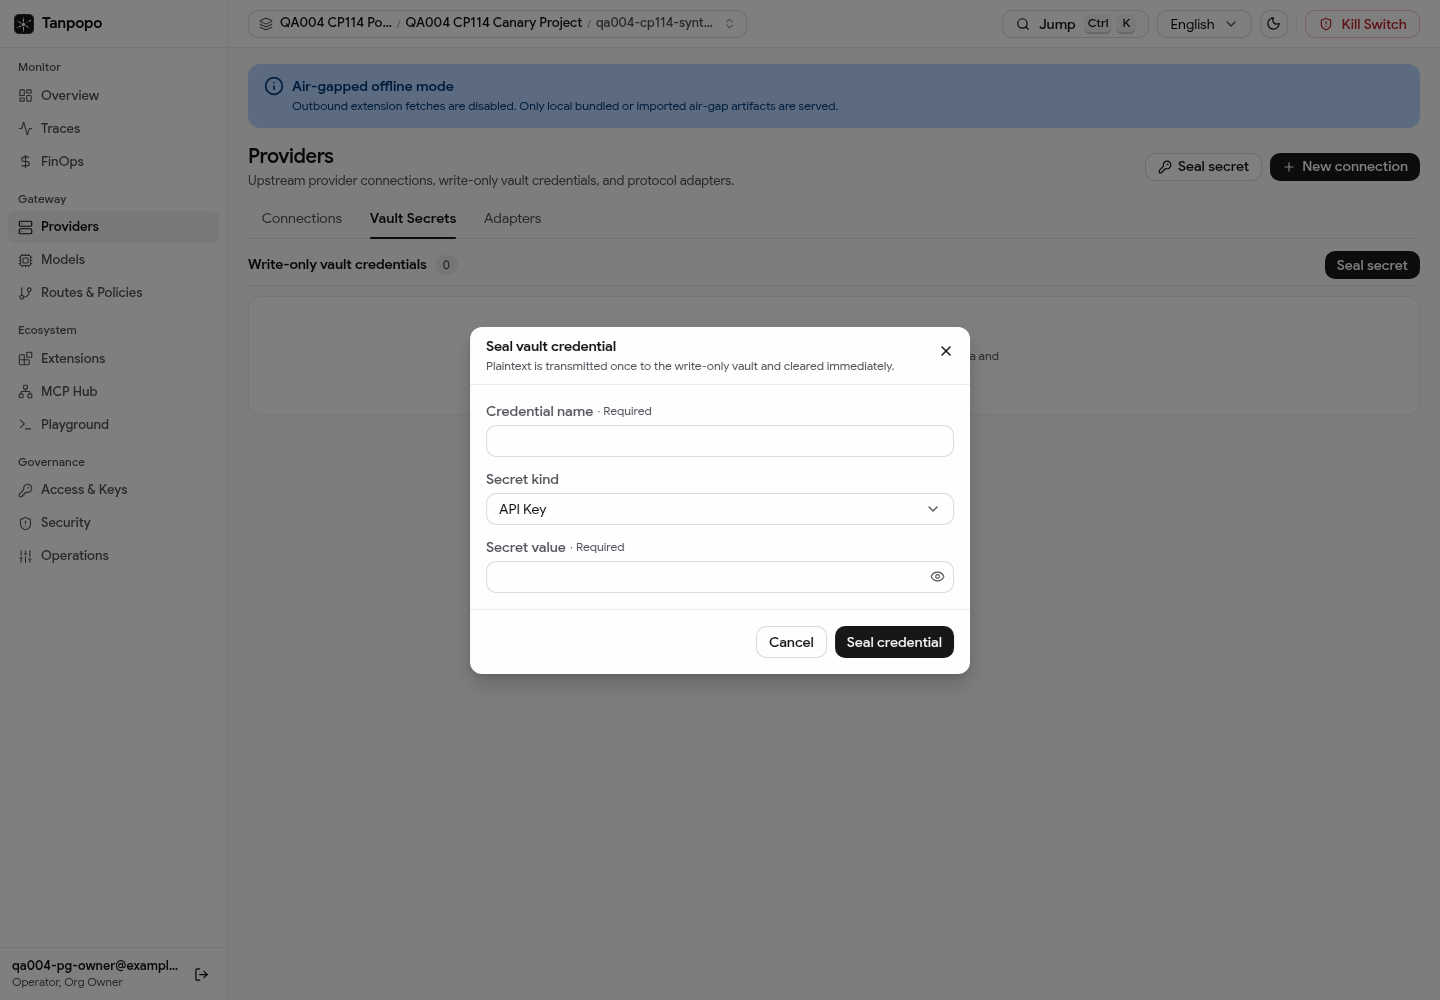 Tanpopo
QA004 CP114 Po... / QA004 CP114 Canary Project / qa004-cp114-synt...
Jump Ctrl K
English
Kill Switch
Monitor
Overview
Traces
FinOps
Gateway
Providers
Models
Routes & Policies
Ecosystem
Extensions
MCP Hub
Playground
Governance
Access & Keys
Security
Operations
qa004-pg-owner@exampl...
Operator, Org Owner
Air-gapped offline mode
Outbound extension fetches are disabled. Only local bundled or imported air-gap artifacts are served.
Providers
Upstream provider connections, write-only vault credentials, and protocol adapters.
Seal secret
+ New connection
Connections
Vault Secrets
Adapters
Write-only vault credentials 0
Seal secret
a and
Seal vault credential
Plaintext is transmitted once to the write-only vault and cleared immediately.
Credential name · Required
Secret kind
API Key
Secret value · Required
Cancel
Seal credential